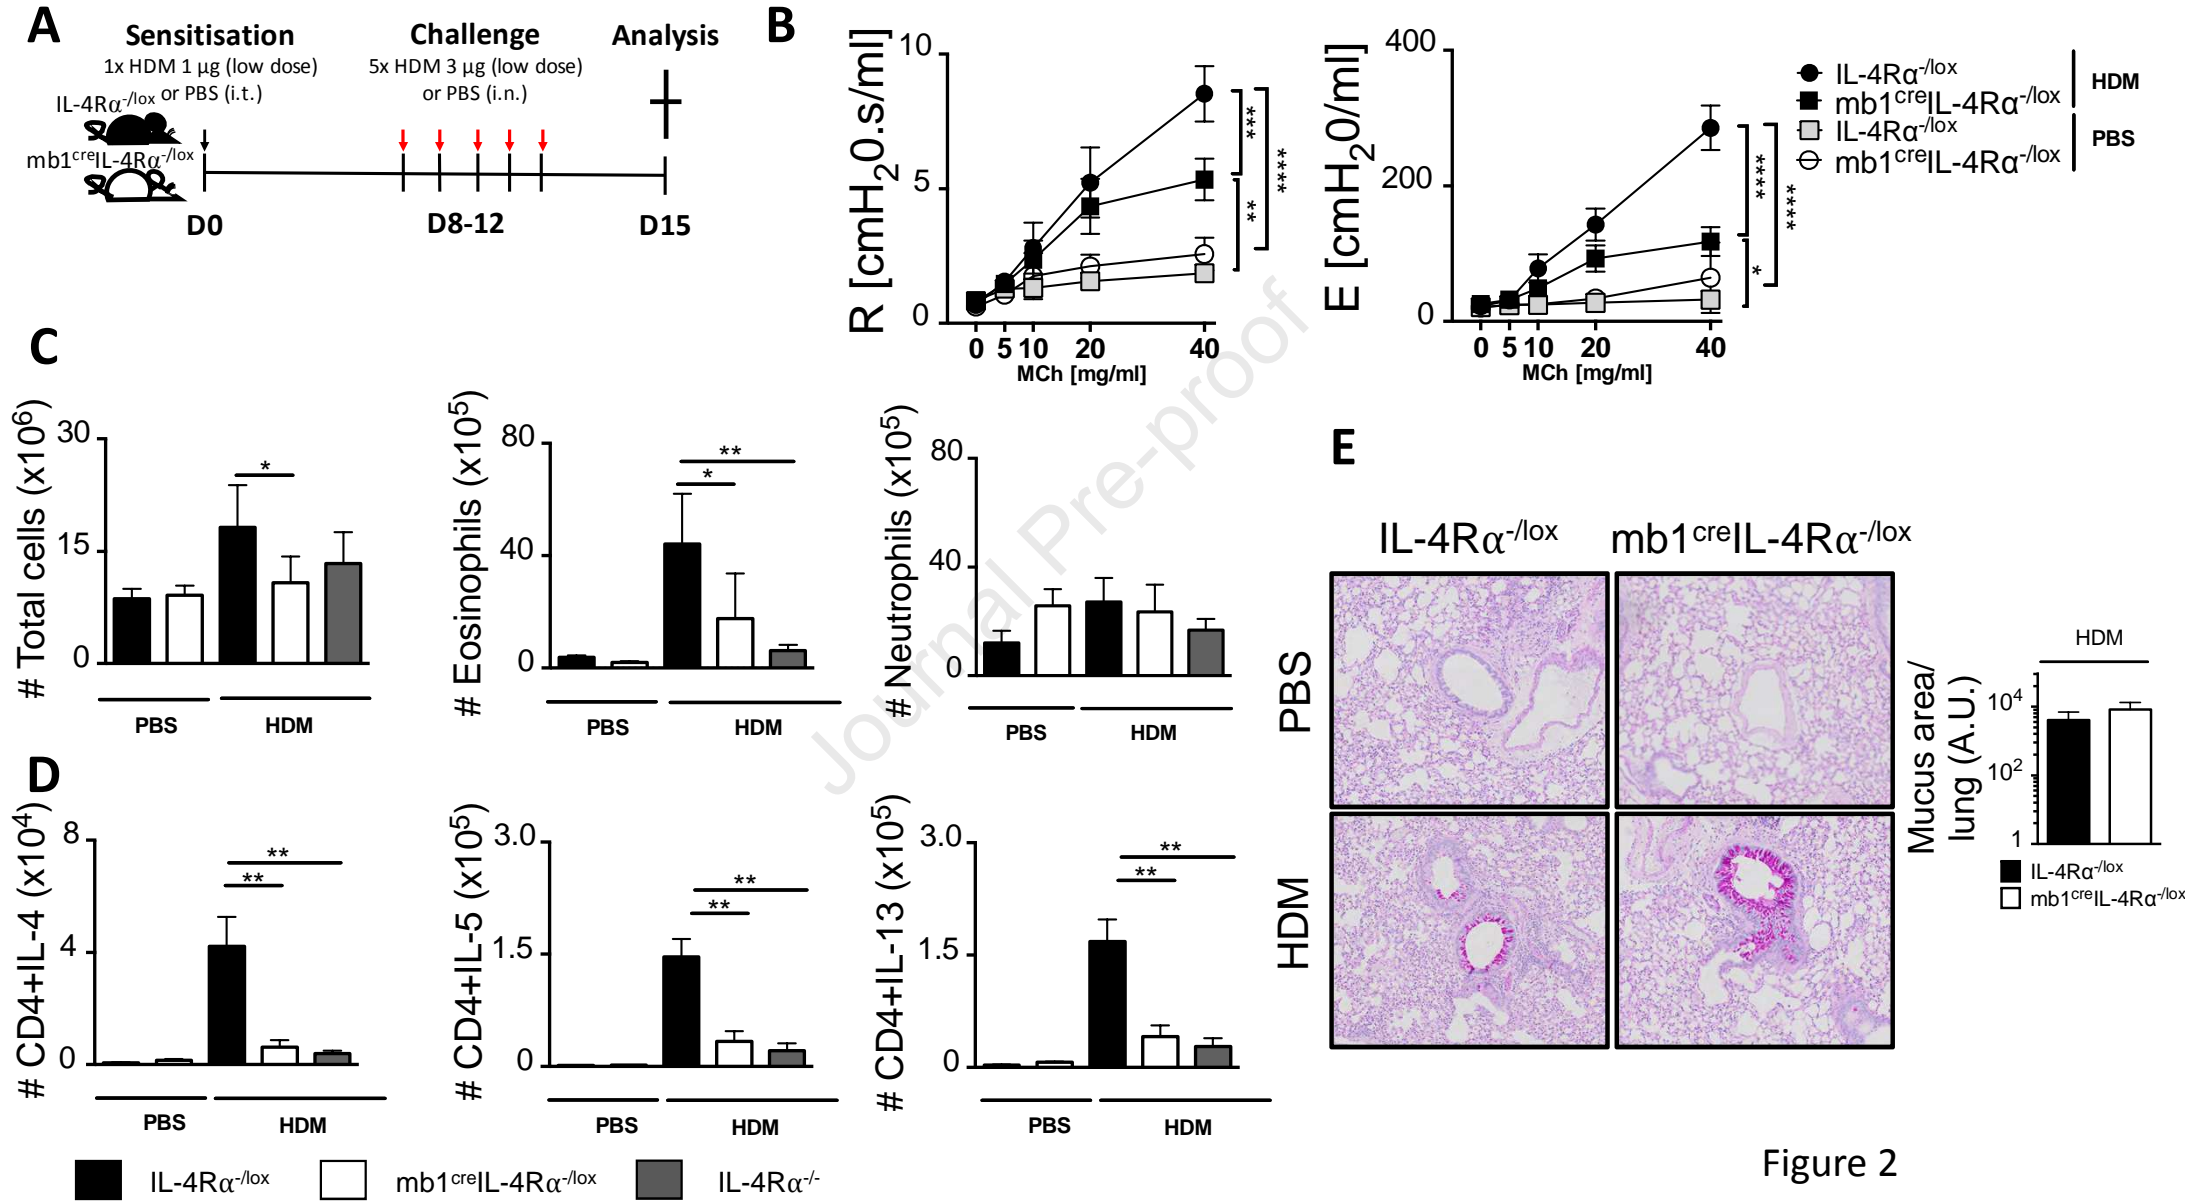 A
Sensitisation
1x HDM 1 µg (low dose)
or PBS (i.t.)
Challenge
5x HDM 3 µg (low dose)
or PBS (i.n.)
Analysis
IL-4Rα-/lox
mb1creIL-4Rα-/lox
D0
D8-12
D15
B
R [cmH20.s/ml]
10
5
0
0 5 10 20 40
MCh [mg/ml]
***
**
****
E [cmH20/ml]
400
200
0
0 5 10 20 40
MCh [mg/ml]
****
*
****
IL-4Rα-/lox
mb1creIL-4Rα-/lox
HDM
IL-4Rα-/lox
mb1creIL-4Rα-/lox
PBS
C
# Total cells (x10⁶)
30
15
0
*
PBS
HDM
# Eosinophils (x10⁵)
80
40
0
**
*
PBS
HDM
# Neutrophils (x10⁵)
80
40
0
PBS
HDM
D
# CD4+IL-4 (x10⁴)
8
4
0
**
**
PBS
HDM
# CD4+IL-5 (x10⁵)
3.0
1.5
0
**
**
PBS
HDM
# CD4+IL-13 (x10⁵)
3.0
1.5
0
**
**
PBS
HDM
IL-4Rα-/lox
mb1creIL-4Rα-/lox
IL-4Rα-/-
E
IL-4Rα-/lox
mb1creIL-4Rα-/lox
PBS
HDM
Mucus area/
lung (A.U.)
HDM
10⁴
10²
1
IL-4Rα-/lox
mb1creIL-4Rα-/lox
Journal Pre-proof
Figure 2